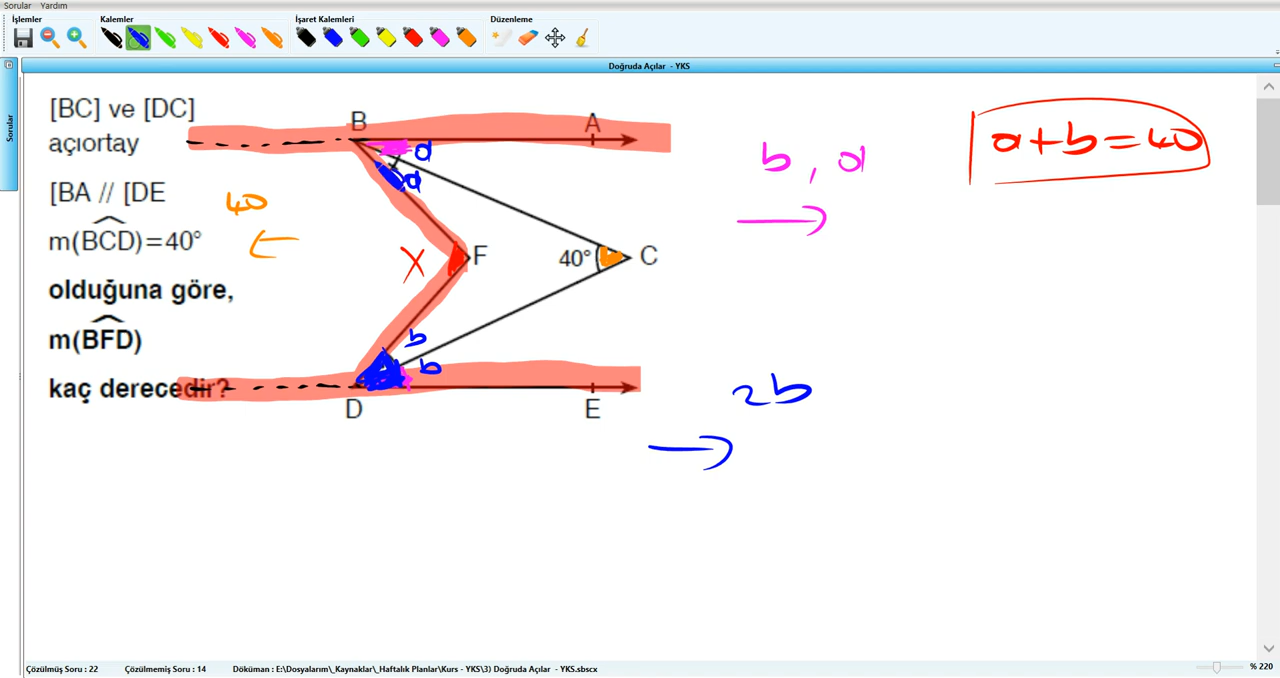 Sorular Yardım
İşlemler Kalemler İşaret Kalemleri Düzenleme
Doğruda Açılar - YKS
Sorular
[BC] ve [DC]
açıortay
[BA // [DE
m(BCD)=40°
olduğuna göre,
m(BFD)
kaç derecedir?
40
B A
a
a
X F 40° C
b
b
D E
b, a
2b
a+b=40
Çözülmüş Soru : 22 Çözülmemiş Soru : 14 Döküman : E:\Dosyalarım\_Kaynaklar\_Haftalık Planlar\Kurs - YKS\3) Doğruda Açılar - YKS.sbscx % 220